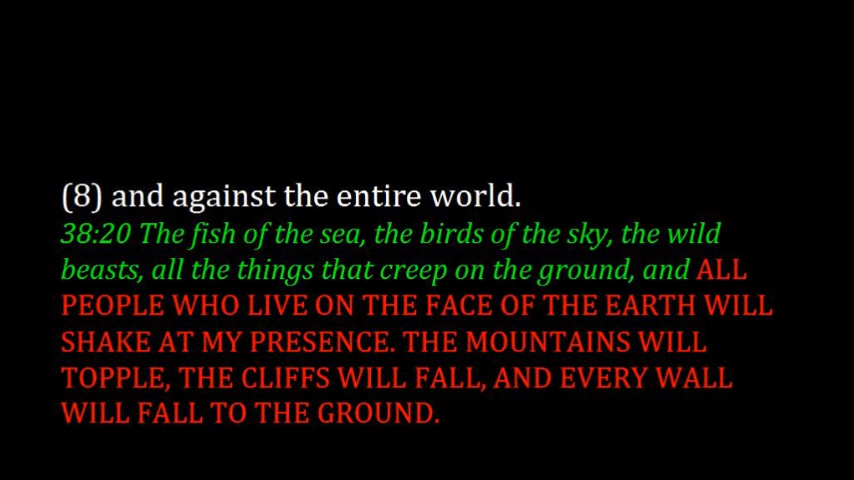 (8) and against the entire world.
38:20 The fish of the sea, the birds of the sky, the wild
beasts, all the things that creep on the ground, and ALL
PEOPLE WHO LIVE ON THE FACE OF THE EARTH WILL
SHAKE AT MY PRESENCE. THE MOUNTAINS WILL
TOPPLE, THE CLIFFS WILL FALL, AND EVERY WALL
WILL FALL TO THE GROUND.